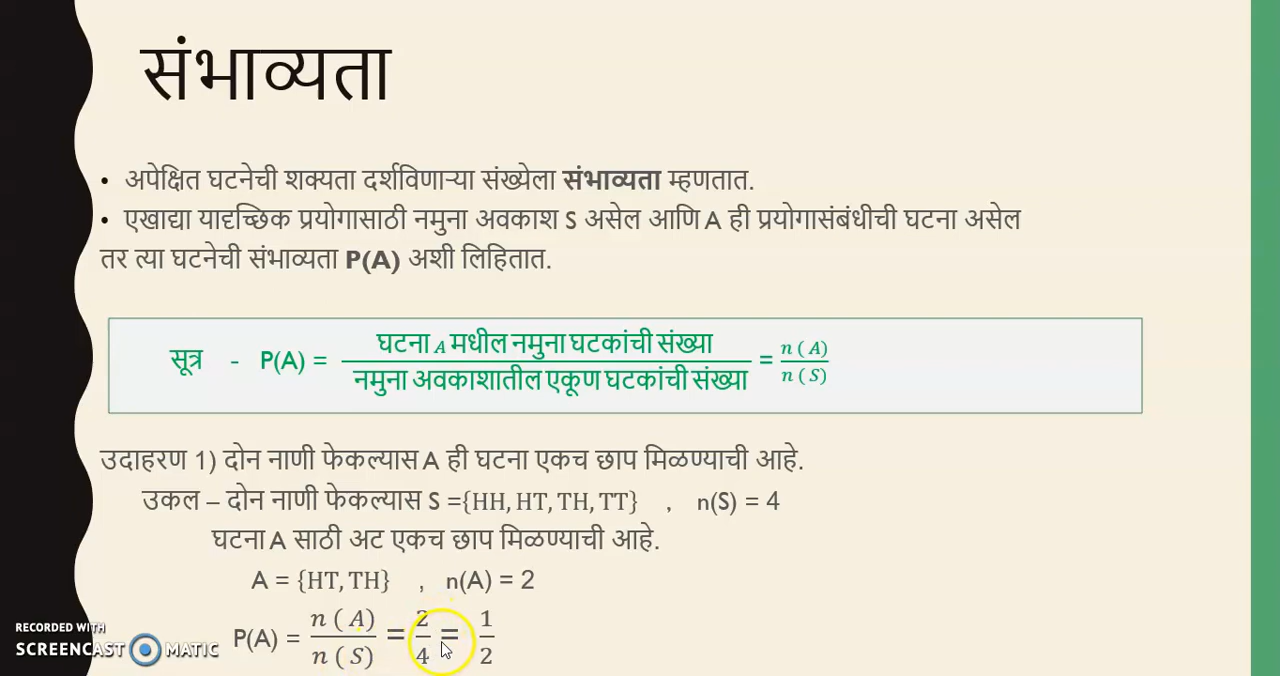 संभाव्यता
• अपेक्षित घटनेची शक्यता दर्शविणाऱ्या संख्येला संभाव्यता म्हणतात.
• एखाद्या यादृच्छिक प्रयोगासाठी नमुना अवकाश S असेल आणि A ही प्रयोगासंबंधीची घटना असेल
तर त्या घटनेची संभाव्यता P(A) अशी लिहितात.
सूत्र - P(A) = घटना A मधील नमुना घटकांची संख्या / नमुना अवकाशातील एकूण घटकांची संख्या = n ( A) / n ( S)
उदाहरण 1) दोन नाणी फेकल्यास A ही घटना एकच छाप मिळण्याची आहे.
उकल – दोन नाणी फेकल्यास S ={HH, HT, TH, TT} , n(S) = 4
घटना A साठी अट एकच छाप मिळण्याची आहे.
A = {HT, TH} , n(A) = 2
P(A) = n ( A) / n ( S) = 2 / 4 = 1 / 2
RECORDED WITH
SCREENCAST MATIC